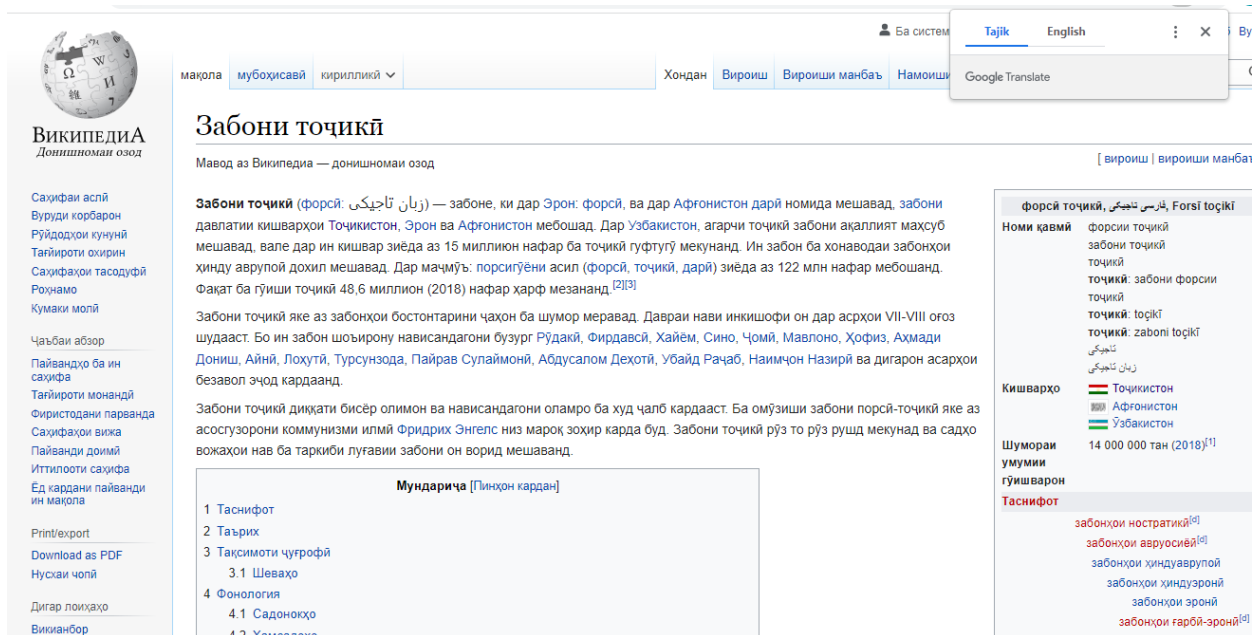 Ба систем
Ву
Tajik English
Google Translate
мақола мубоҳисавӣ кирилликӣ
Хондан Вироиш Вироиши манбаъ Намоиши
ВикипедиА
Донишномаи озод
Саҳифаи аслӣ
Вуруди корбарон
Рӯйдодҳои кунунӣ
Тағйироти охирин
Саҳифаҳои тасодуфӣ
Роҳнамо
Кумаки молӣ
Ҷаъбаи абзор
Пайвандҳо ба ин
саҳифа
Тағйироти монандӣ
Фиристодани парванда
Саҳифаҳои вижа
Пайванди доимӣ
Иттилооти саҳифа
Ёд кардани пайванди
ин мақола
Print/export
Download as PDF
Нусхаи чопӣ
Дигар лоиҳаҳо
Викианбор
Забони тоҷикӣ
Мавод аз Википедиа — донишномаи озод
[ вироиш | вироиши манбаъ
Забони тоҷикӣ (форсӣ: زبان تاجیکی) — забоне, ки дар Эрон: форсӣ, ва дар Афғонистон дарӣ номида мешавад, забони
давлатии кишварҳои Тоҷикистон, Эрон ва Афғонистон мебошад. Дар Узбакистон, агарчи тоҷикӣ забони ақаллият маҳсуб
мешавад, вале дар ин кишвар зиёда аз 15 миллиюн нафар ба тоҷикӣ гуфтугӯ мекунанд. Ин забон ба хонаводаи забонҳои
ҳинду аврупоӣ дохил мешавад. Дар маҷмӯъ: порсигӯёни асил (форсӣ, тоҷикӣ, дарӣ) зиёда аз 122 млн нафар мебошанд.
Фақат ба гӯиши тоҷикӣ 48,6 миллион (2018) нафар ҳарф мезананд.[2][3]
Забони тоҷикӣ яке аз забонҳои бостонтарини ҷаҳон ба шумор меравад. Давраи нави инкишофи он дар асрҳои VII-VIII оғоз
шудааст. Бо ин забон шоъирону нависандагони бузург Рӯдакӣ, Фирдавсӣ, Хайём, Сино, Ҷомӣ, Мавлоно, Ҳофиз, Аҳмади
Дониш, Айнӣ, Лоҳутӣ, Турсунзода, Пайрав Сулаймонӣ, Абдусалом Деҳотӣ, Убайд Раҷаб, Наимҷон Назирӣ ва дигарон асарҳои
безавол эҷод кардаанд.
Забони тоҷикӣ диққати бисёр олимон ва нависандагони оламро ба худ ҷалб кардааст. Ба омӯзиши забони порсӣ-тоҷикӣ яке аз
асосгузорони коммунизми илмӣ Фридрих Энгелс низ мароқ зоҳир карда буд. Забони тоҷикӣ рӯз то рӯз рушд мекунад ва садҳо
вожаҳои нав ба таркиби луғавии забони он ворид мешаванд.
Мундариҷа [Пинҳон кардан]
1 Таснифот
2 Таърих
3 Тақсимоти ҷуғрофӣ
3.1 Шеваҳо
4 Фонология
4.1 Садонокҳо
4.2 Ҳамсадоҳо
форсӣ тоҷикӣ, فارسی تاجیکی, Forsī toçikī
Номи қавмӣ форсии тоҷикӣ
забони тоҷикӣ
тоҷикӣ
тоҷикӣ: забони форсии
тоҷикӣ
тоҷикӣ: toçikī
тоҷикӣ: zaboni toçikī
تاجیکی
زبان تاجیکی
Кишварҳо Тоҷикистон
Афғонистон
Ӯзбакистон
Шумораи 14 000 000 тан (2018)[1]
умумии
гӯишварон
Таснифот
забонҳои ностратикӣ[d]
забонҳои авруосиёӣ[d]
забонҳои ҳиндуаврупоӣ
забонҳои ҳиндуэронӣ
забонҳои эронӣ
забонҳои ғарбӣ-эронӣ[d]